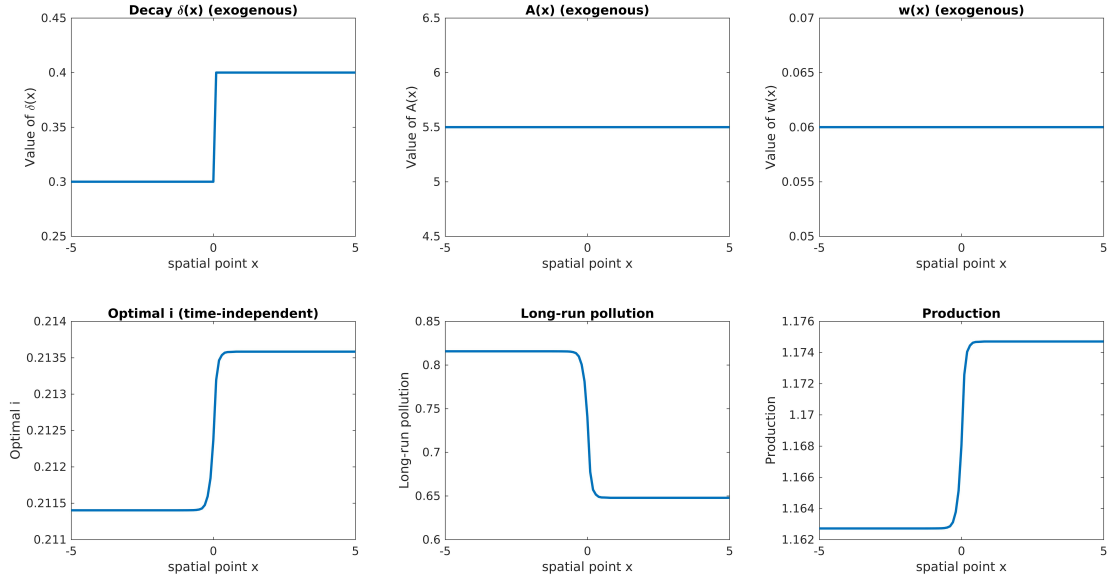 Decay δ(x) (exogenous)
0.45
0.4
0.35
0.3
0.25
Value of δ(x)
-5 0 5
spatial point x
A(x) (exogenous)
6.5
6
5.5
5
4.5
Value of A(x)
-5 0 5
spatial point x
w(x) (exogenous)
0.07
0.065
0.06
0.055
0.05
Value of w(x)
-5 0 5
spatial point x
Optimal i (time-independent)
0.214
0.2135
0.213
0.2125
0.212
0.2115
0.211
Optimal i
-5 0 5
spatial point x
Long-run pollution
0.85
0.8
0.75
0.7
0.65
0.6
Long-run pollution
-5 0 5
spatial point x
Production
1.176
1.174
1.172
1.17
1.168
1.166
1.164
1.162
Production
-5 0 5
spatial point x